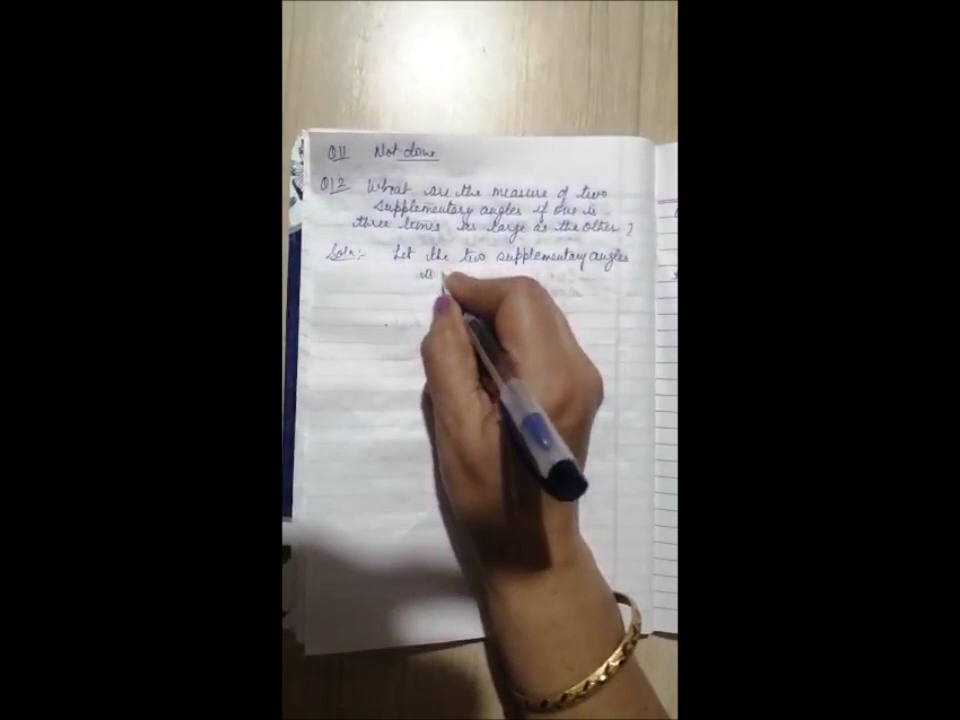 Q11 Not done
Q12 What are the measure of two
supplementary angles if one is
three times as large as the other ?
Soln:- Let the two supplementary angles